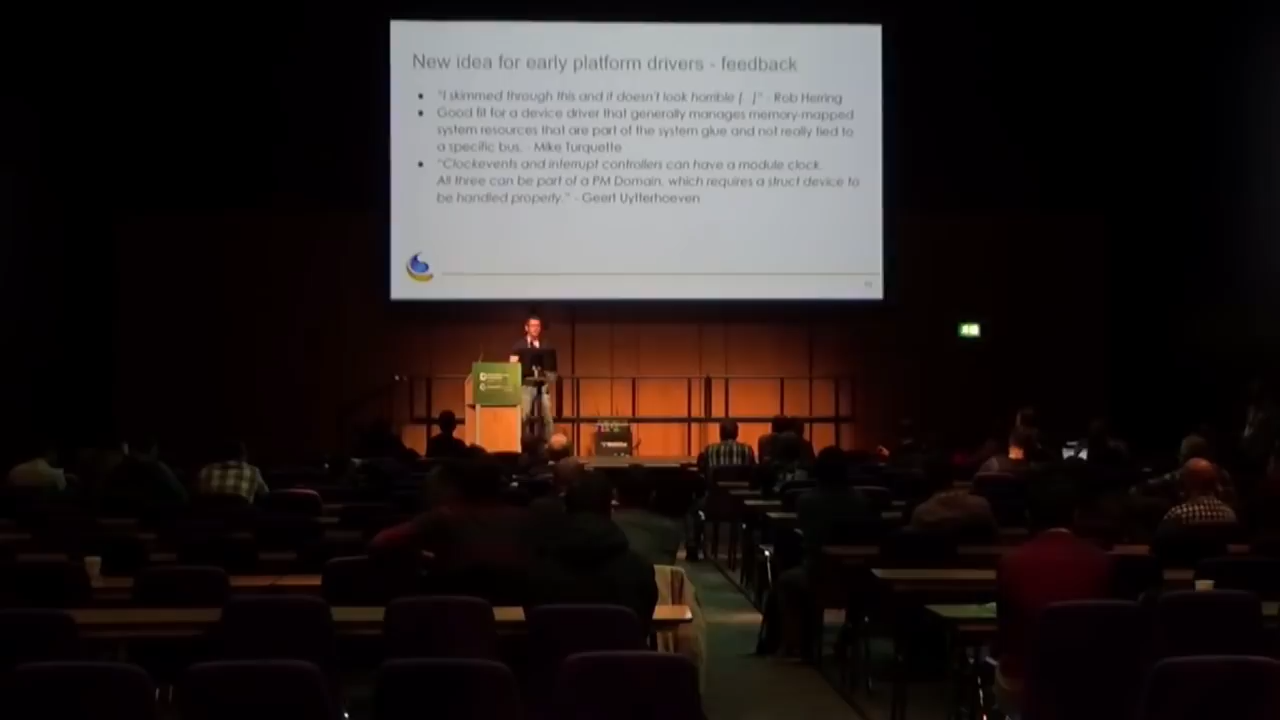 New idea for early platform drivers - feedback
• "I skimmed through this and it doesn't look horrible [...]" - Rob Herring
• Good fit for a device driver that generally manages memory-mapped
system resources that are part of the system glue and not really tied to
a specific bus. - Mike Turquette
• "Clockevents and interrupt controllers can have a module clock.
All three can be part of a PM Domain, which requires a struct device to
be handled properly." - Geert Uytterhoeven